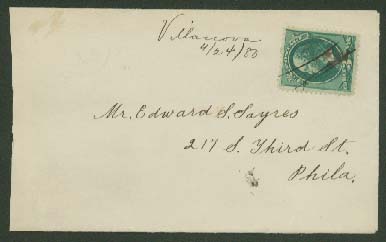 Villanova
4/24/80
Mr. Edward S. Sayres
217 S. Third St.
Phila.